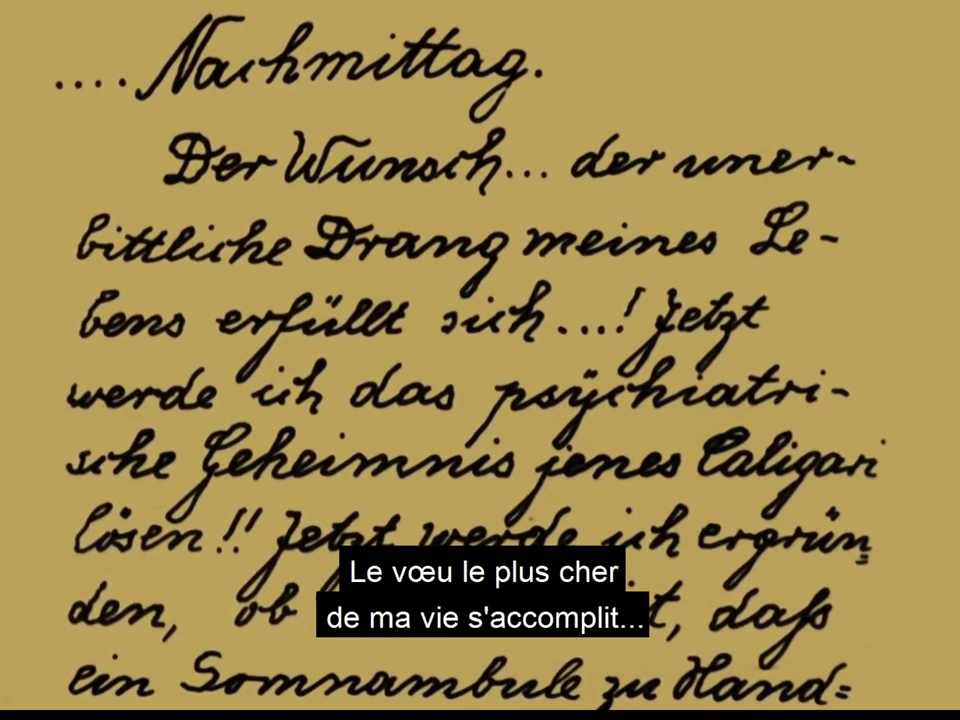 .... Nachmittag.
Der Wunsch... der uner-
bittliche Drang meines Le-
bens erfüllt sich...! Jetzt
werde ich das psÿchiatri-
sche Geheimnis jenes Caligari
lösen!! Jetzt werde ich ergrün=
den, ob t, daß
ein Somnambule zu Hand=
Le vœu le plus cher
de ma vie s'accomplit...